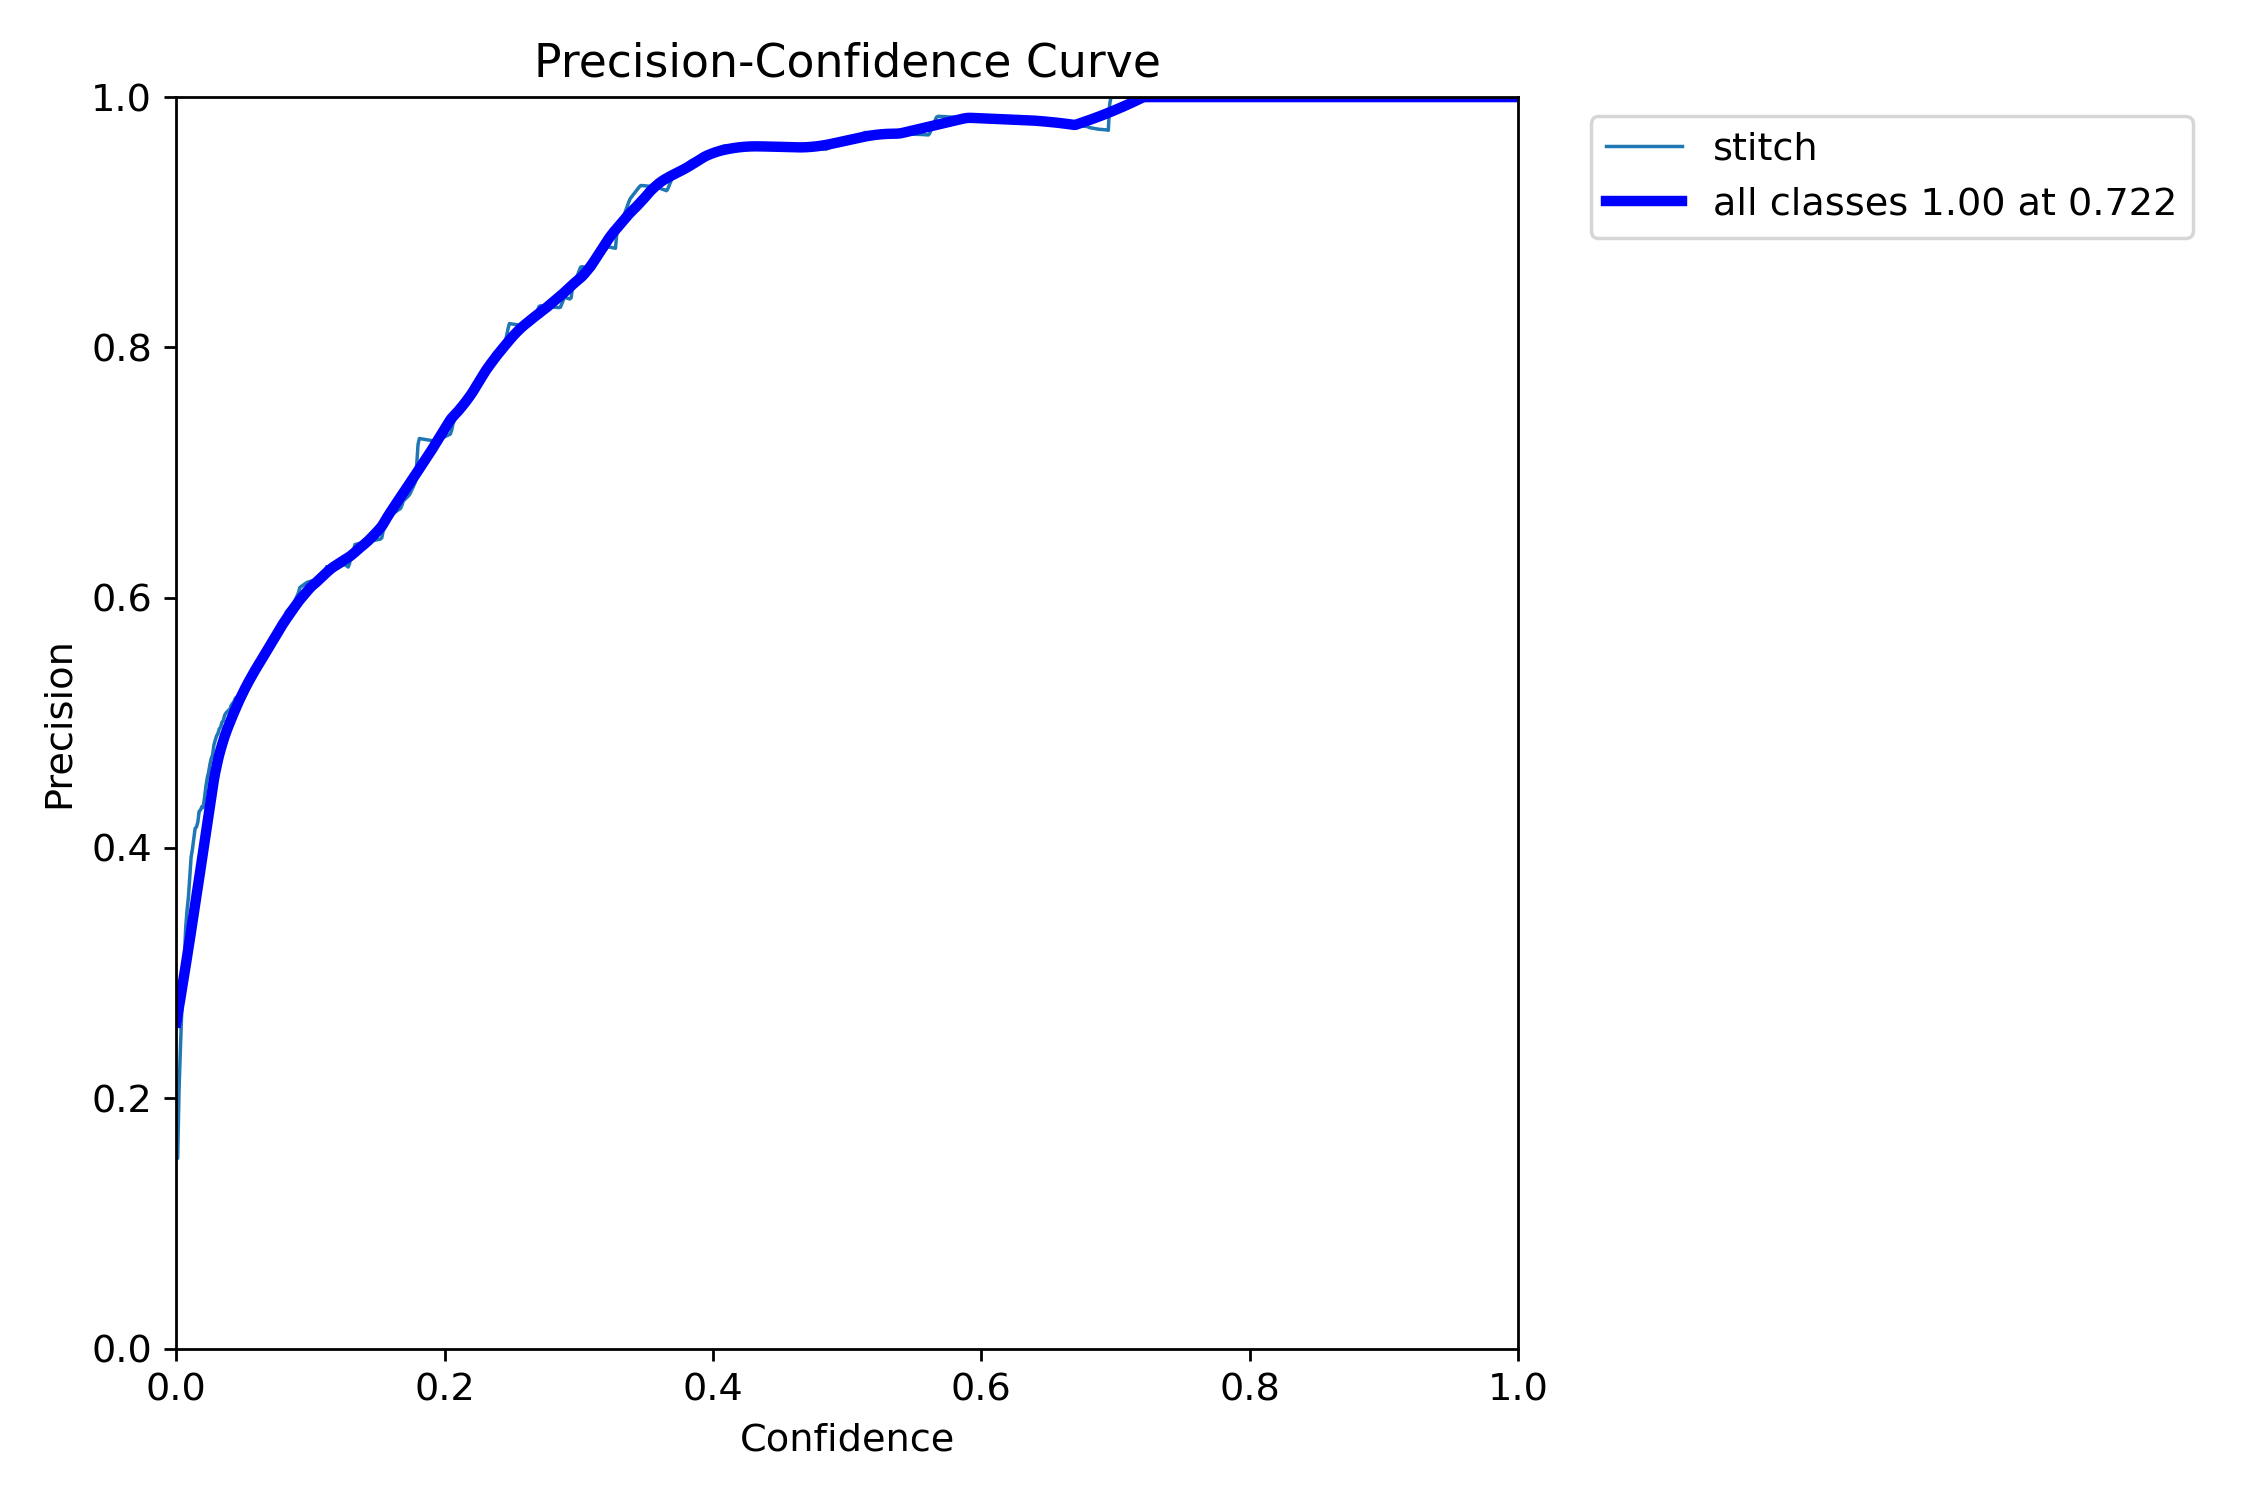 Precision-Confidence Curve
1.0
0.8
0.6
0.4
0.2
0.0
Precision
0.0 0.2 0.4 0.6 0.8 1.0
Confidence
stitch
all classes 1.00 at 0.722